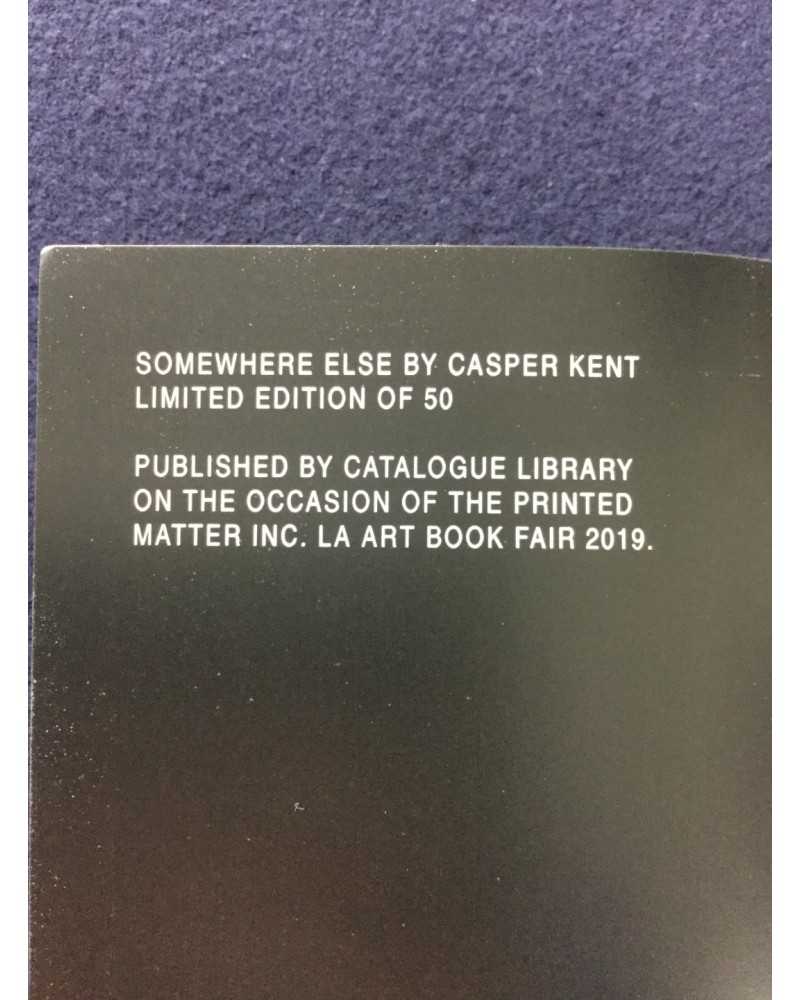 SOMEWHERE ELSE BY CASPER KENT
LIMITED EDITION OF 50
PUBLISHED BY CATALOGUE LIBRARY
ON THE OCCASION OF THE PRINTED
MATTER INC. LA ART BOOK FAIR 2019.